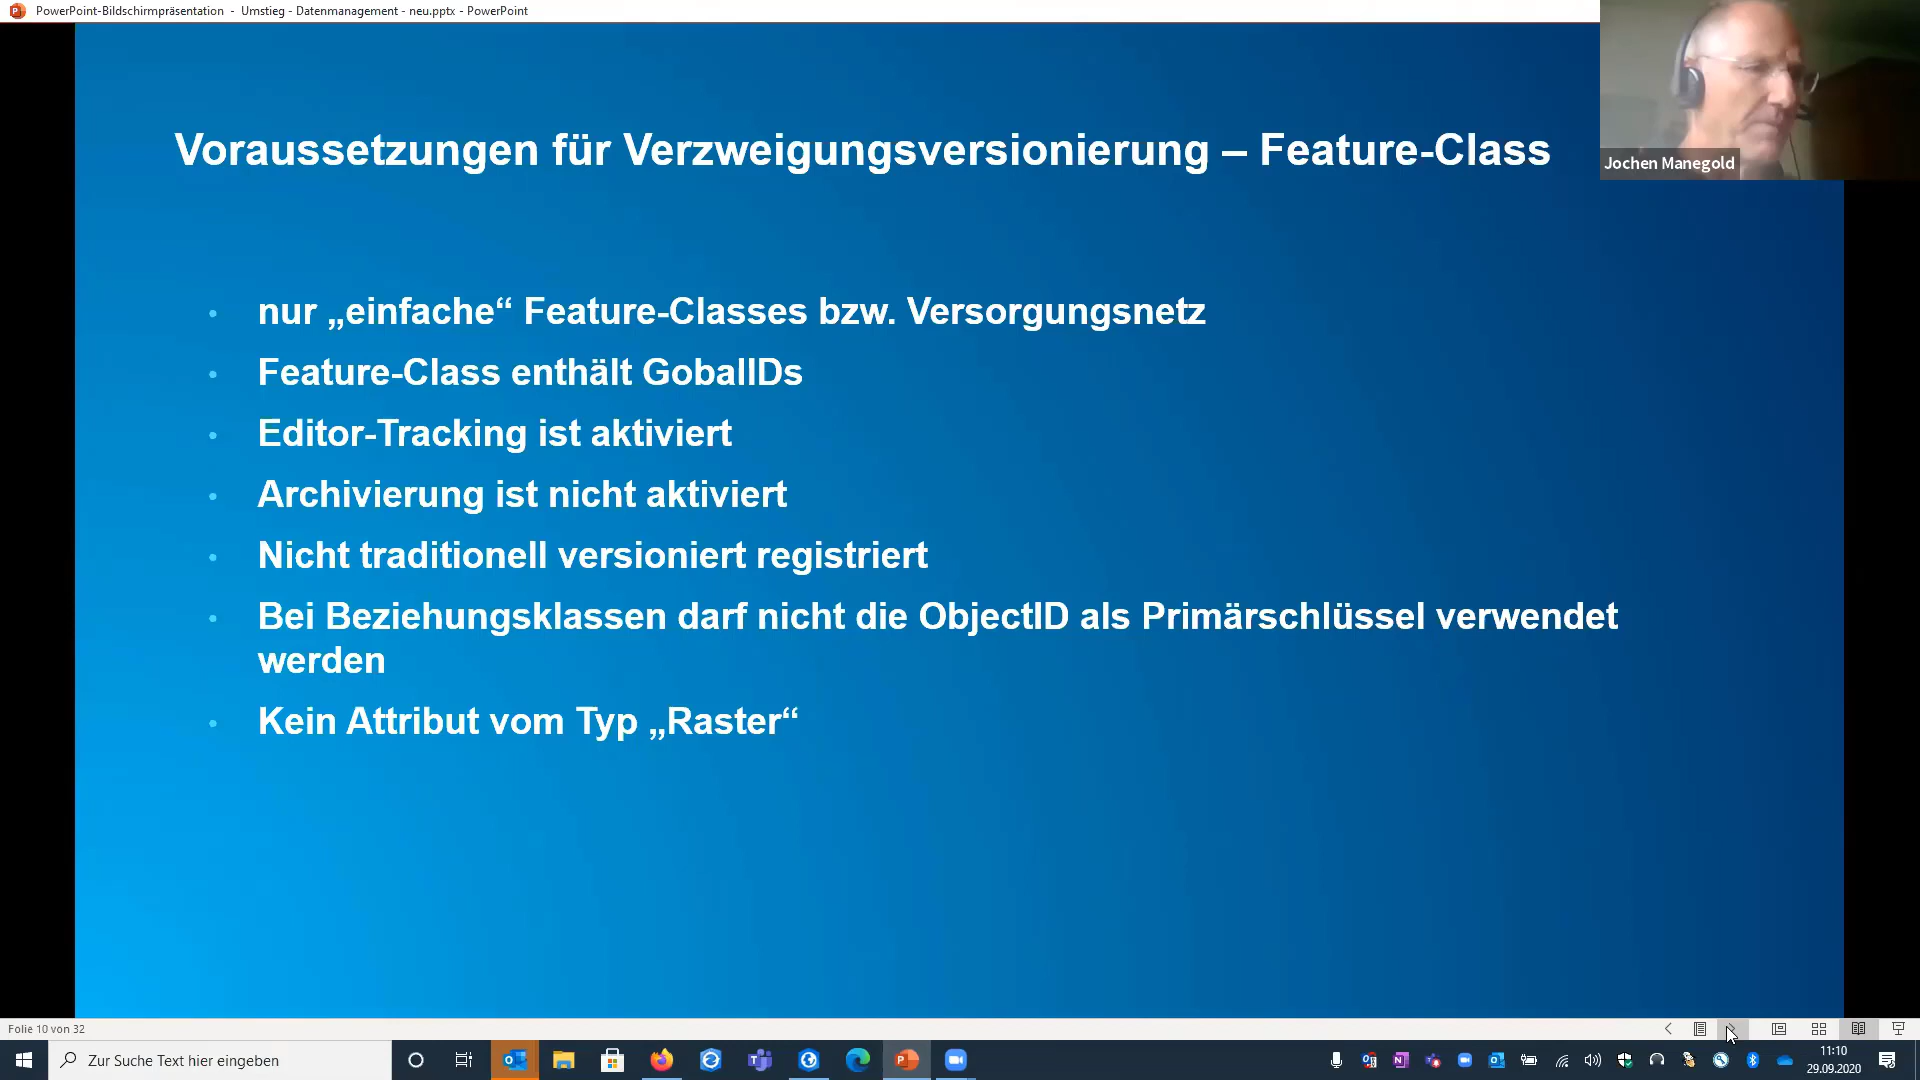 PowerPoint-Bildschirmpräsentation - Umstieg - Datenmanagement - neu.pptx - PowerPoint
Jochen Manegold
Voraussetzungen für Verzweigungsversionierung – Feature-Class
• nur „einfache“ Feature-Classes bzw. Versorgungsnetz
• Feature-Class enthält GobalIDs
• Editor-Tracking ist aktiviert
• Archivierung ist nicht aktiviert
• Nicht traditionell versioniert registriert
• Bei Beziehungsklassen darf nicht die ObjectID als Primärschlüssel verwendet
werden
• Kein Attribut vom Typ „Raster“
Folie 10 von 32
Zur Suche Text hier eingeben
11:10
29.09.2020